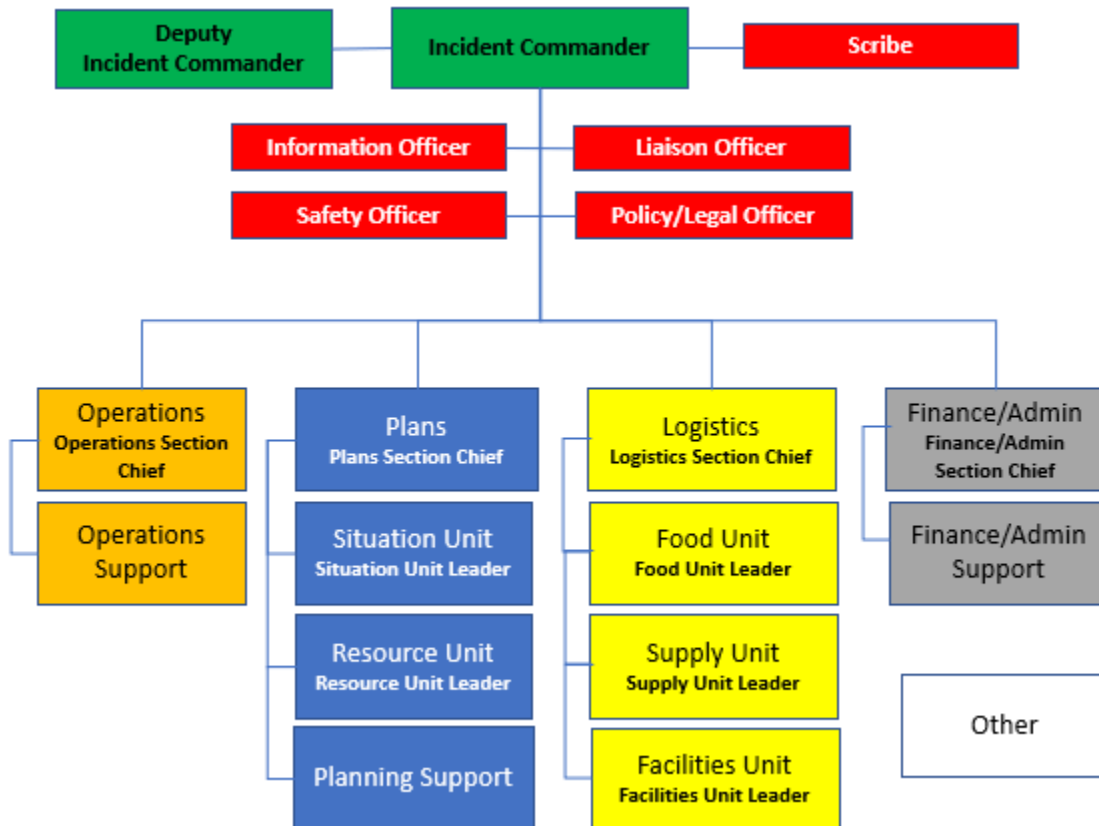 Deputy
Incident Commander
Incident Commander
Scribe
Information Officer
Liaison Officer
Safety Officer
Policy/Legal Officer
Operations
Operations Section
Chief
Plans
Plans Section Chief
Logistics
Logistics Section Chief
Finance/Admin
Finance/Admin
Section Chief
Operations
Support
Situation Unit
Situation Unit Leader
Food Unit
Food Unit Leader
Finance/Admin
Support
Resource Unit
Resource Unit Leader
Supply Unit
Supply Unit Leader
Other
Planning Support
Facilities Unit
Facilities Unit Leader